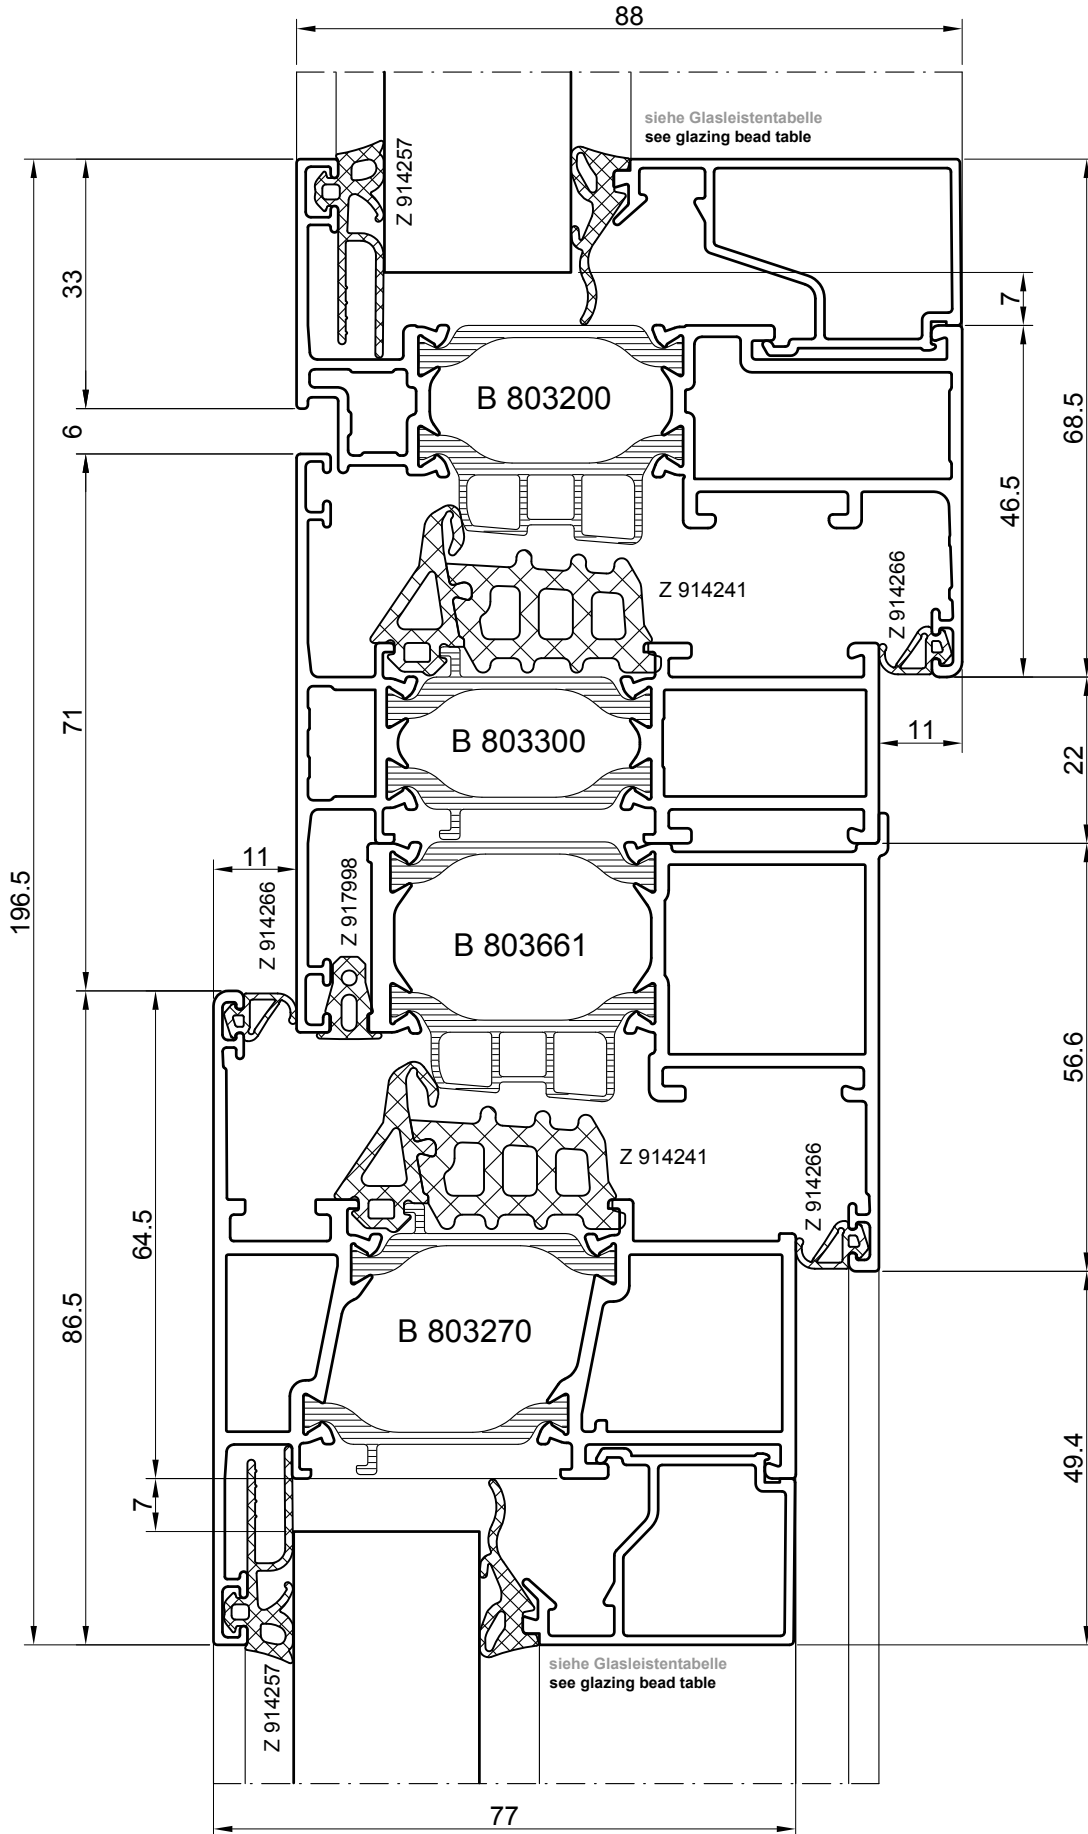 88
siehe Glasleistentabelle
see glazing bead table
Z 914257
33
7
B 803200
6
68.5
46.5
Z 914241
Z 914266
71
B 803300
11
22
196.5
11
Z 914266
Z 917998
B 803661
56.6
Z 914241
Z 914266
64.5
86.5
B 803270
49.4
7
siehe Glasleistentabelle
see glazing bead table
Z 914257
77